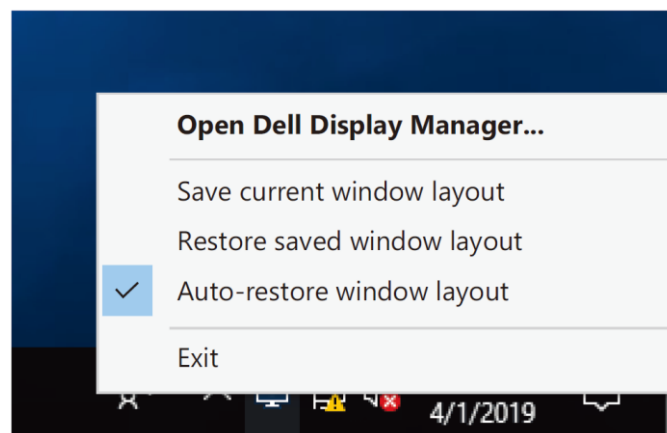 Open Dell Display Manager...
Save current window layout
Restore saved window layout
Auto-restore window layout
Exit
4/1/2019